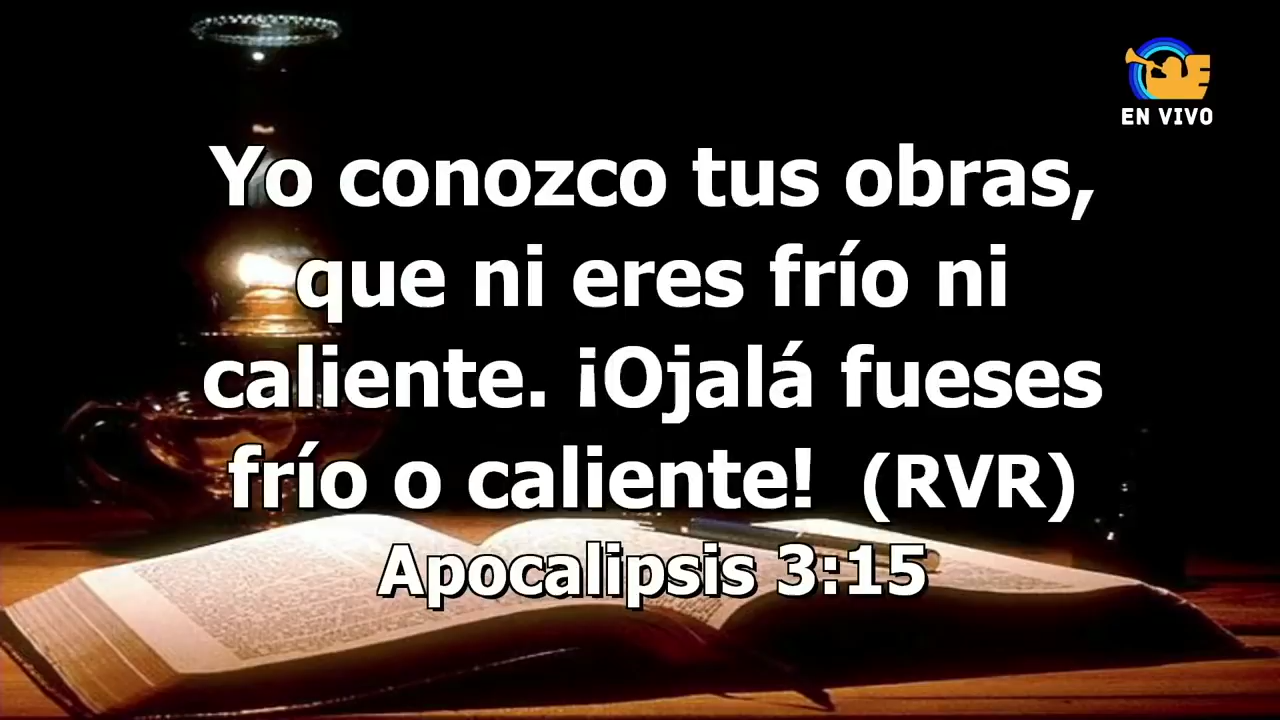 EN VIVO
Yo conozco tus obras,
que ni eres frío ni
caliente. ¡Ojalá fueses
frío o caliente! (RVR)
Apocalipsis 3:15